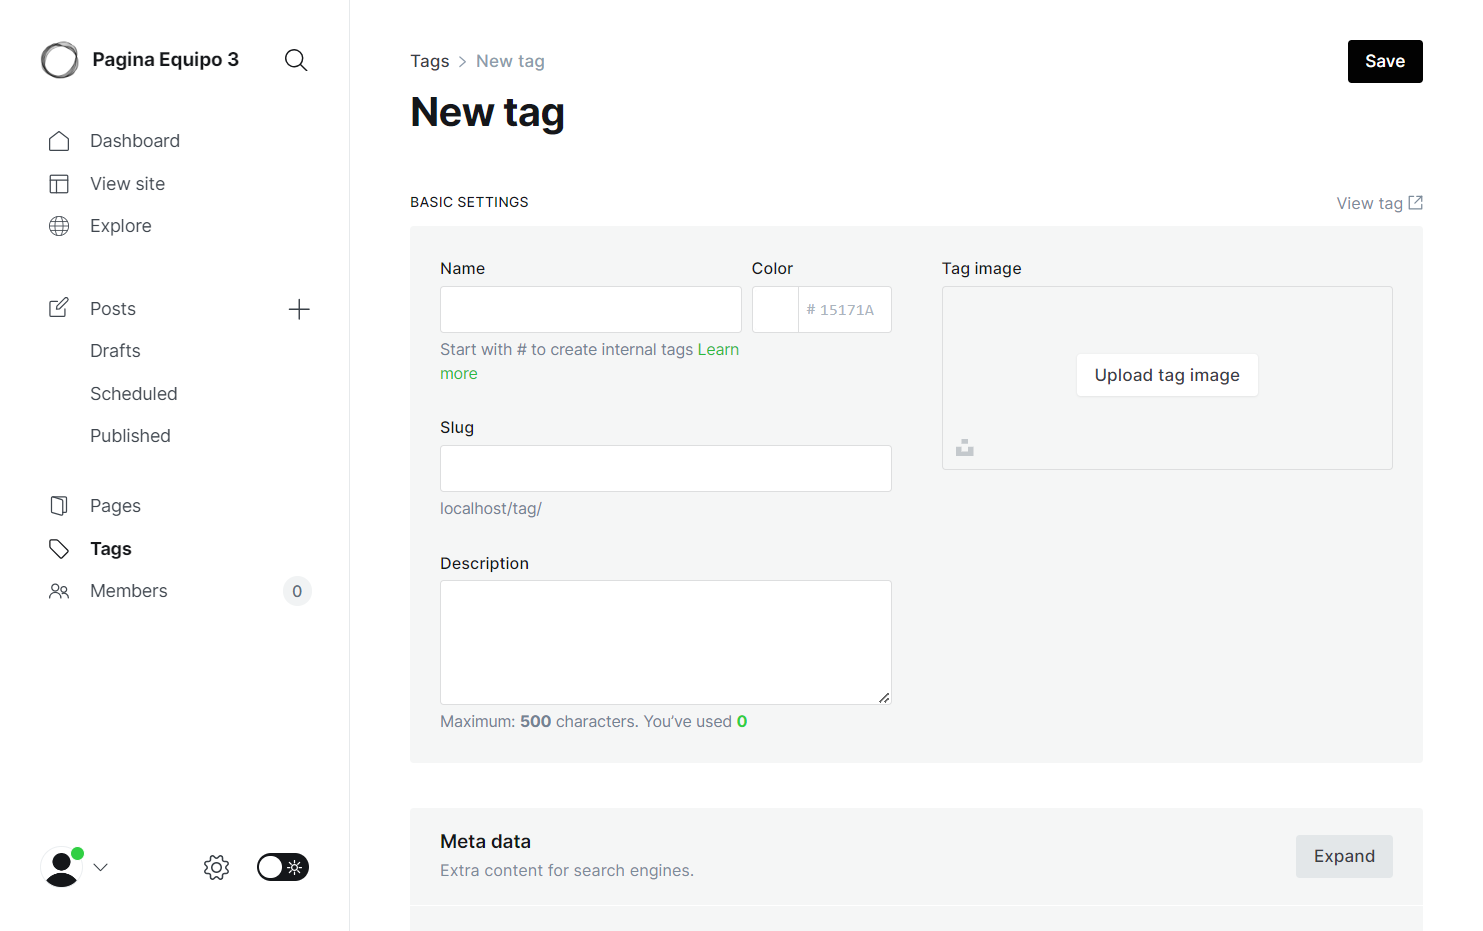 Pagina Equipo 3
Dashboard
View site
Explore
Posts
Drafts
Scheduled
Published
Pages
Tags
Members 0
Tags > New tag
Save
New tag
BASIC SETTINGS
View tag
Name
Color
# 15171A
Start with # to create internal tags Learn
more
Slug
localhost/tag/
Description
Maximum: 500 characters. You've used 0
Tag image
Upload tag image
Meta data
Extra content for search engines.
Expand